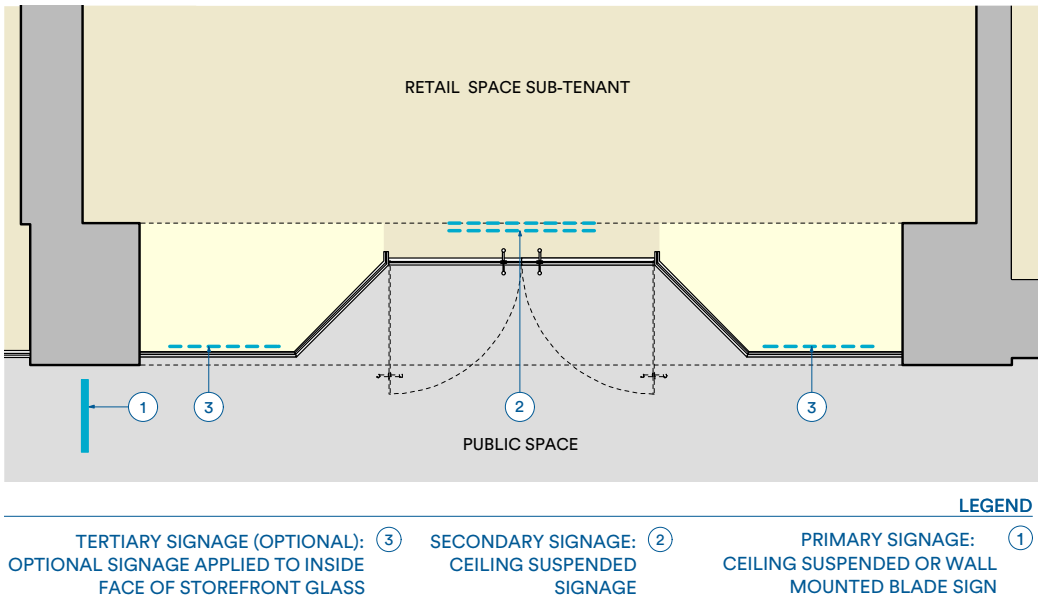 RETAIL SPACE SUB-TENANT
1
3
2
3
PUBLIC SPACE
LEGEND
TERTIARY SIGNAGE (OPTIONAL): 3
OPTIONAL SIGNAGE APPLIED TO INSIDE
FACE OF STOREFRONT GLASS
SECONDARY SIGNAGE: 2
CEILING SUSPENDED
SIGNAGE
PRIMARY SIGNAGE: 1
CEILING SUSPENDED OR WALL
MOUNTED BLADE SIGN